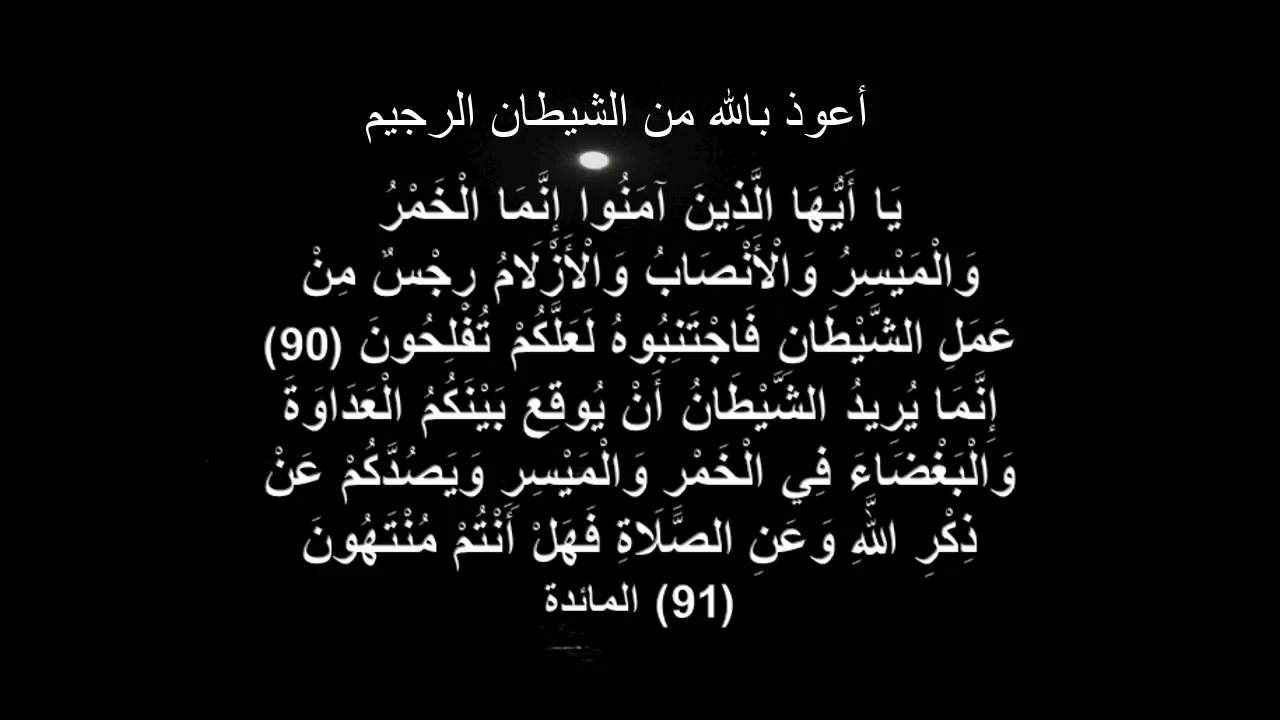 أعوذ بالله من الشيطان الرجيم
يَا أَيُّهَا الَّذِينَ آمَنُوا إِنَّمَا الْخَمْرُ
وَالْمَيْسِرُ وَالْأَنْصَابُ وَالْأَزْلَامُ رِجْسٌ مِنْ
عَمَلِ الشَّيْطَانِ فَاجْتَنِبُوهُ لَعَلَّكُمْ تُفْلِحُونَ (90)
إِنَّمَا يُرِيدُ الشَّيْطَانُ أَنْ يُوقِعَ بَيْنَكُمُ الْعَدَاوَةَ
وَالْبَغْضَاءَ فِي الْخَمْرِ وَالْمَيْسِرِ وَيَصُدَّكُمْ عَنْ
ذِكْرِ اللَّهِ وَعَنِ الصَّلَاةِ فَهَلْ أَنْتُمْ مُنْتَهُونَ
(91) المائدة